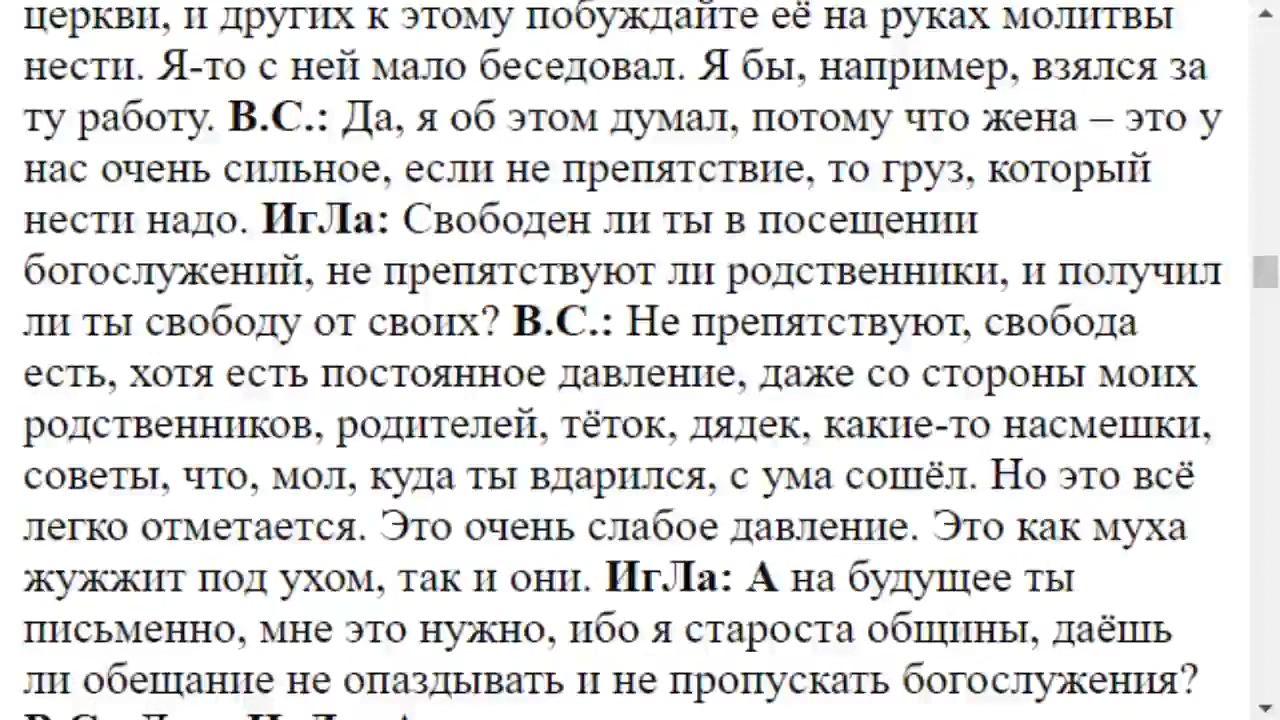 церкви, и других к этому побуждайте её на руках молитвы
нести. Я-то с ней мало беседовал. Я бы, например, взялся за
ту работу. В.С.: Да, я об этом думал, потому что жена – это у
нас очень сильное, если не препятствие, то груз, который
нести надо. ИгЛа: Свободен ли ты в посещении
богослужений, не препятствуют ли родственники, и получил
ли ты свободу от своих? В.С.: Не препятствуют, свобода
есть, хотя есть постоянное давление, даже со стороны моих
родственников, родителей, тёток, дядек, какие-то насмешки,
советы, что, мол, куда ты вдарился, с ума сошёл. Но это всё
легко отметается. Это очень слабое давление. Это как муха
жужжит под ухом, так и они. ИгЛа: А на будущее ты
письменно, мне это нужно, ибо я староста общины, даёшь
ли обещание не опаздывать и не пропускать богослужения?